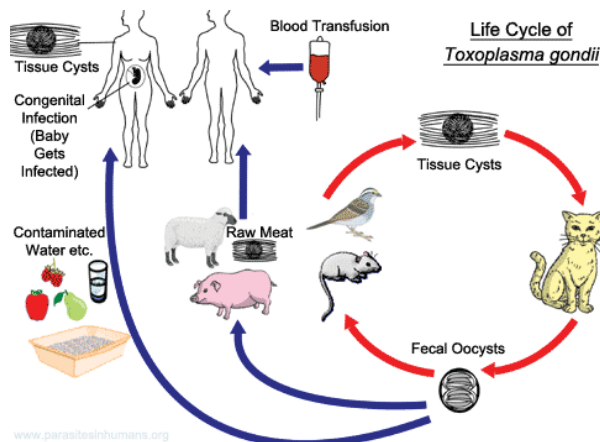 Life Cycle of
Toxoplasma gondii
Blood Transfusion
Tissue Cysts
Congenital
Infection
(Baby
Gets
Infected)
Tissue Cysts
Contaminated
Water etc.
Raw Meat
Fecal Oocysts
www.parasitesinhumans.org